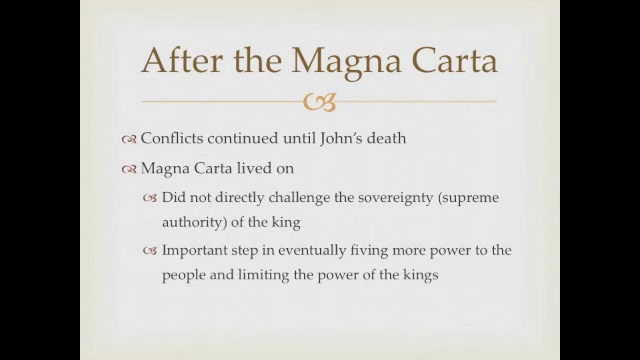 After the Magna Carta
Conflicts continued until John's death
Magna Carta lived on
Did not directly challenge the sovereignty (supreme
authority) of the king
Important step in eventually fiving more power to the
people and limiting the power of the kings